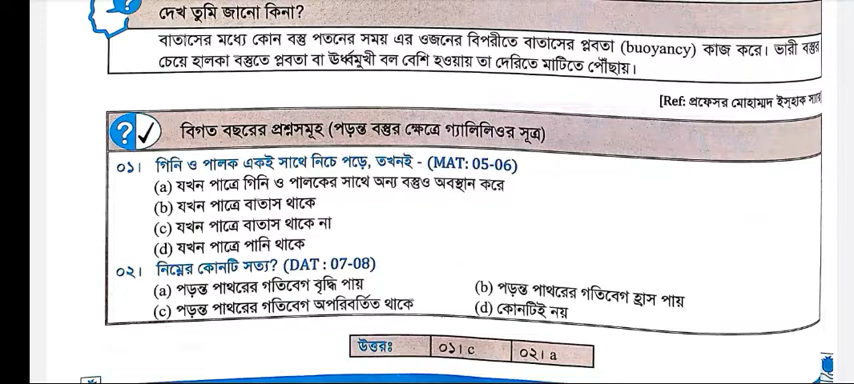 দেখ তুমি জানো কিনা?
বাতাসের মধ্যে কোন বস্তু পতনের সময় এর ওজনের বিপরীতে বাতাসের প্লবতা (buoyancy) কাজ করে। ভারী বস্তুর
চেয়ে হালকা বস্তুতে প্লবতা বা ঊর্ধ্বমুখী বল বেশি হওয়ায় তা দেরিতে মাটিতে পৌঁছায়।
[Ref: প্রফেসর মোহাম্মদ ইস্‌হাক স্যার
বিগত বছরের প্রশ্নসমূহ (পড়ন্ত বস্তুর ক্ষেত্রে গ্যালিলিওর সূত্র)
০১। গিনি ও পালক একই সাথে নিচে পড়ে, তখনই - (MAT: 05-06)
(a) যখন পাত্রে গিনি ও পালকের সাথে অন্য বস্তুও অবস্থান করে
(b) যখন পাত্রে বাতাস থাকে
(c) যখন পাত্রে বাতাস থাকে না
(d) যখন পাত্রে পানি থাকে
০২। নিম্নের কোনটি সত্য? (DAT : 07-08)
(a) পড়ন্ত পাথরের গতিবেগ বৃদ্ধি পায় (b) পড়ন্ত পাথরের গতিবেগ হ্রাস পায়
(c) পড়ন্ত পাথরের গতিবেগ অপরিবর্তিত থাকে (d) কোনটিই নয়
উত্তরঃ ০১। c ০২। a